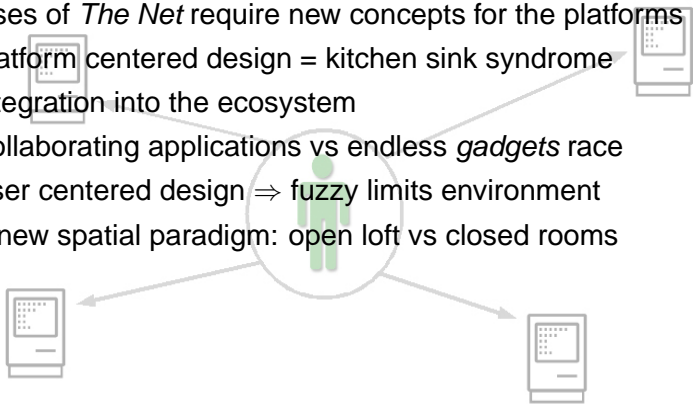 ses of The Net require new concepts for the platforms
atform centered design = kitchen sink syndrome
tegration into the ecosystem
ollaborating applications vs endless gadgets race
ser centered design ⇒ fuzzy limits environment
new spatial paradigm: open loft vs closed rooms